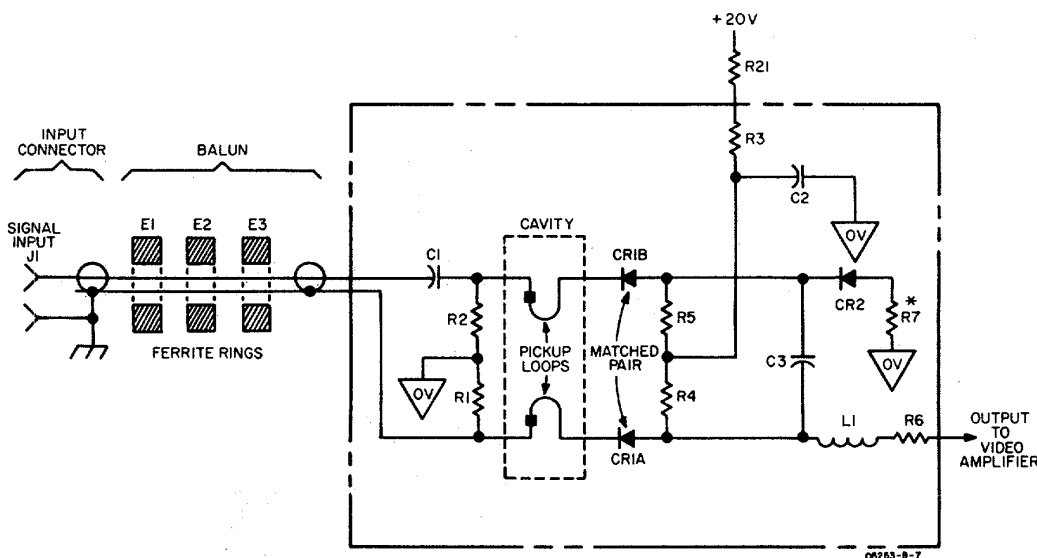 +20V
R21
R3
INPUT
CONNECTOR
BALUN
C2
0V
SIGNAL
INPUT
J1
E1
E2
E3
CAVITY
C1
CR1B
CR2
*
R7
0V
R2
R5
FERRITE RINGS
PICKUP
LOOPS
MATCHED
PAIR
C3
0V
R1
R4
L1
R6
OUTPUT
TO
VIDEO
AMPLIFIER
CR1A